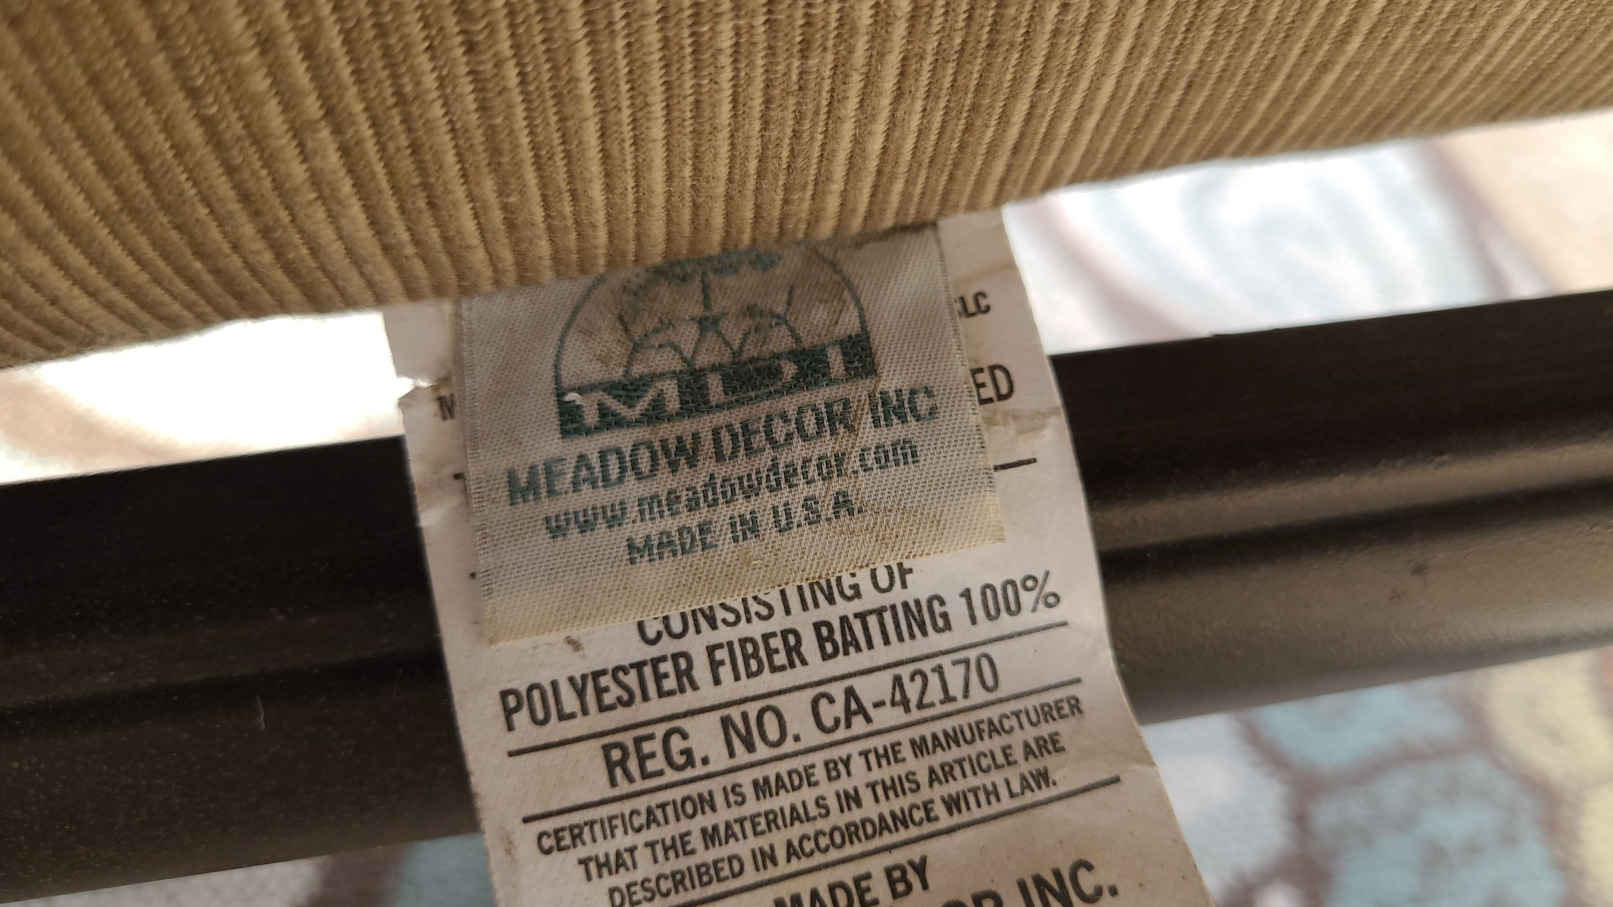 LC
ED
MDI
MEADOW DECOR INC
www.meadowdecor.com
MADE IN U.S.A.
CONSISTING OF
POLYESTER FIBER BATTING 100%
REG. NO. CA-42170
CERTIFICATION IS MADE BY THE MANUFACTURER
THAT THE MATERIALS IN THIS ARTICLE ARE
DESCRIBED IN ACCORDANCE WITH LAW.
MADE BY
OR INC.